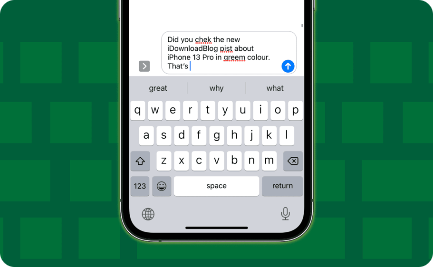 Did you chek the new
iDownloadBlog pist about
iPhone 13 Pro in greem colour.
That's
great why what
q w e r t y u i o p
a s d f g h j k l
z x c v b n m
123 space return